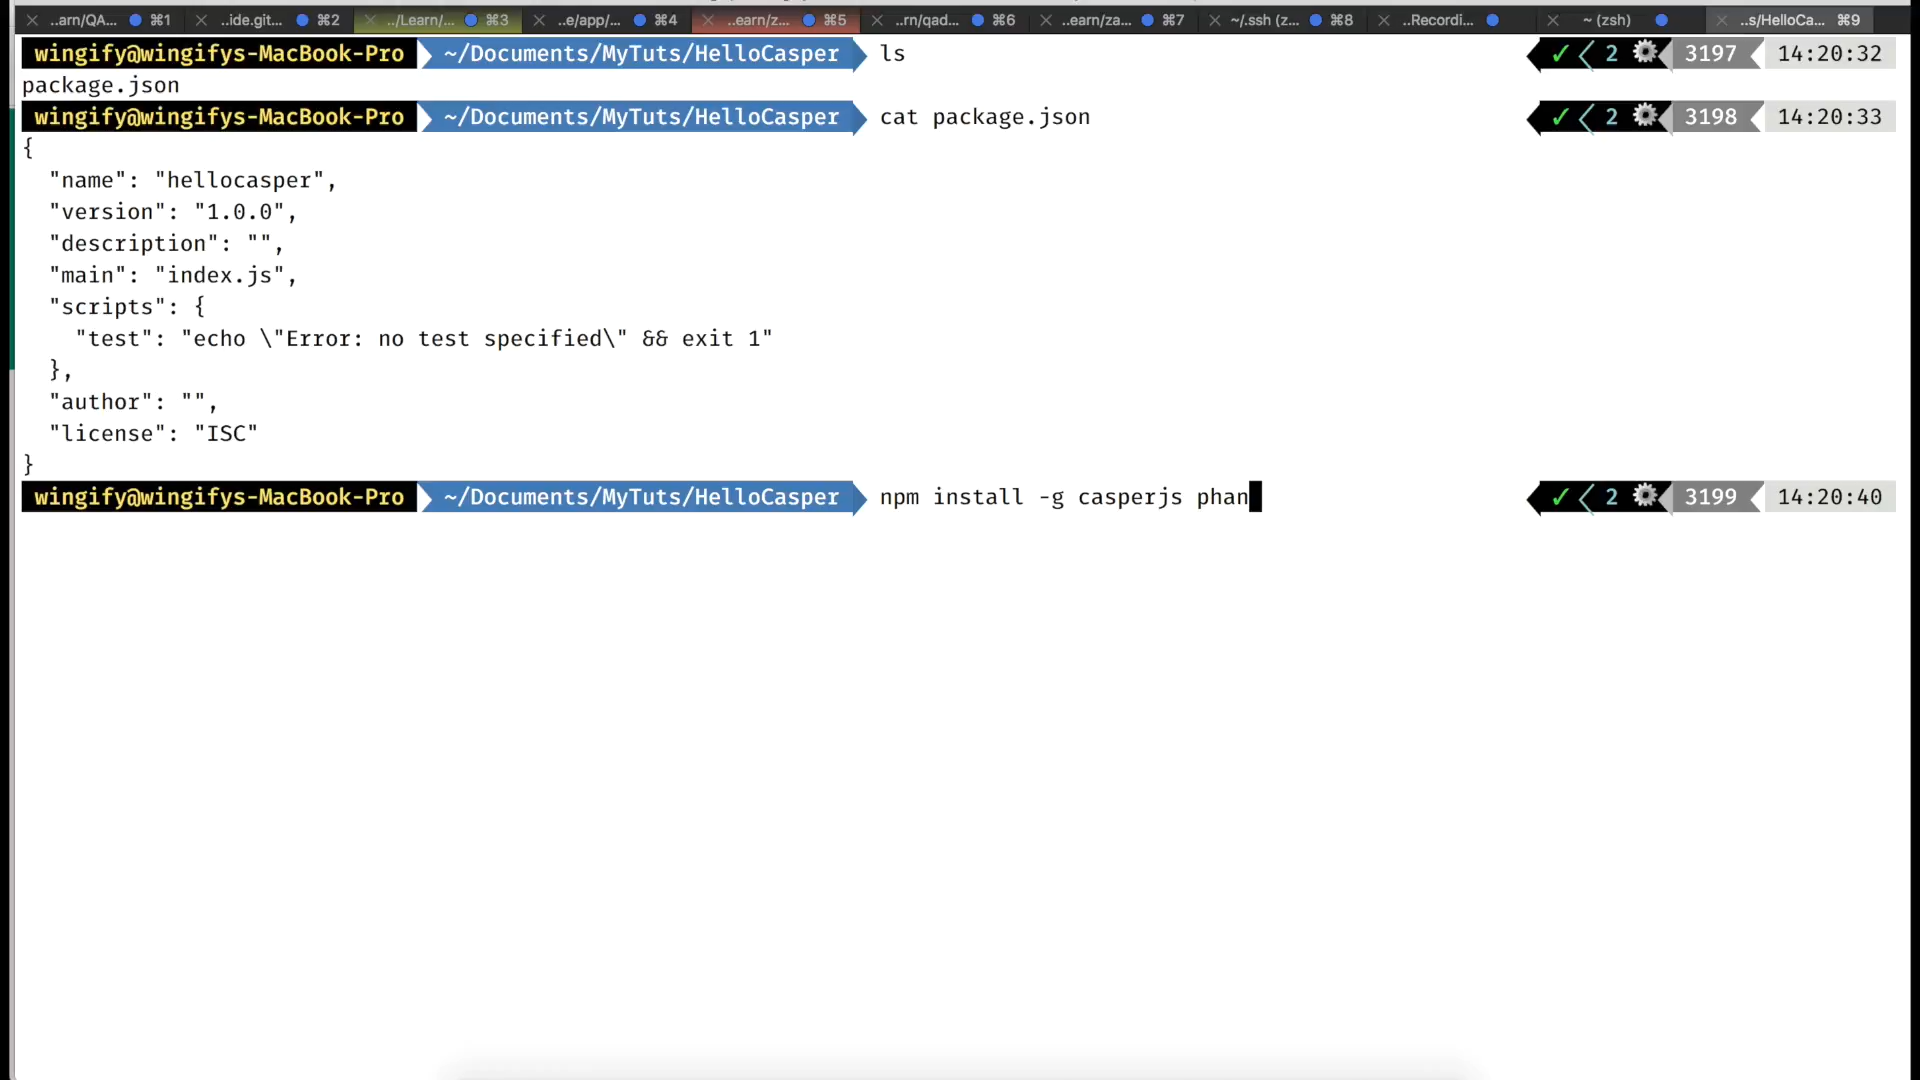 ..arn/QA... ⌘1 ..ide.git... ⌘2 ../Learn/... ⌘3 ..e/app/... ⌘4 ..earn/z... ⌘5 ..rn/qad... ⌘6 ..earn/za... ⌘7 ~/.ssh (z... ⌘8 ..Recordi... ~ (zsh) ..s/HelloCa... ⌘9
wingify@wingifys-MacBook-Pro ~/Documents/MyTuts/HelloCasper ls ✓ 2 3197 14:20:32
package.json
wingify@wingifys-MacBook-Pro ~/Documents/MyTuts/HelloCasper cat package.json ✓ 2 3198 14:20:33
{
"name": "hellocasper",
"version": "1.0.0",
"description": "",
"main": "index.js",
"scripts": {
"test": "echo \"Error: no test specified\" && exit 1"
},
"author": "",
"license": "ISC"
}
wingify@wingifys-MacBook-Pro ~/Documents/MyTuts/HelloCasper npm install -g casperjs phan ✓ 2 3199 14:20:40